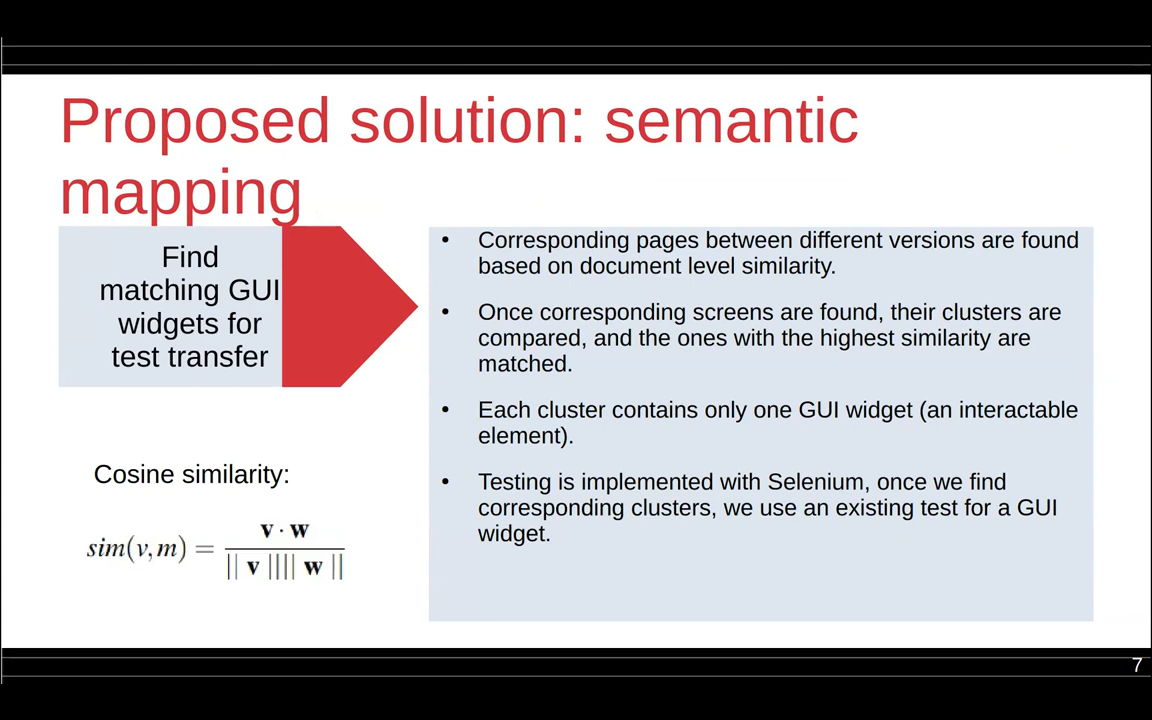 Proposed solution: semantic
mapping
Find
matching GUI
widgets for
test transfer
Cosine similarity:
sim(v,m) = v · w / || v |||| w ||
• Corresponding pages between different versions are found
based on document level similarity.
• Once corresponding screens are found, their clusters are
compared, and the ones with the highest similarity are
matched.
• Each cluster contains only one GUI widget (an interactable
element).
• Testing is implemented with Selenium, once we find
corresponding clusters, we use an existing test for a GUI
widget.
7